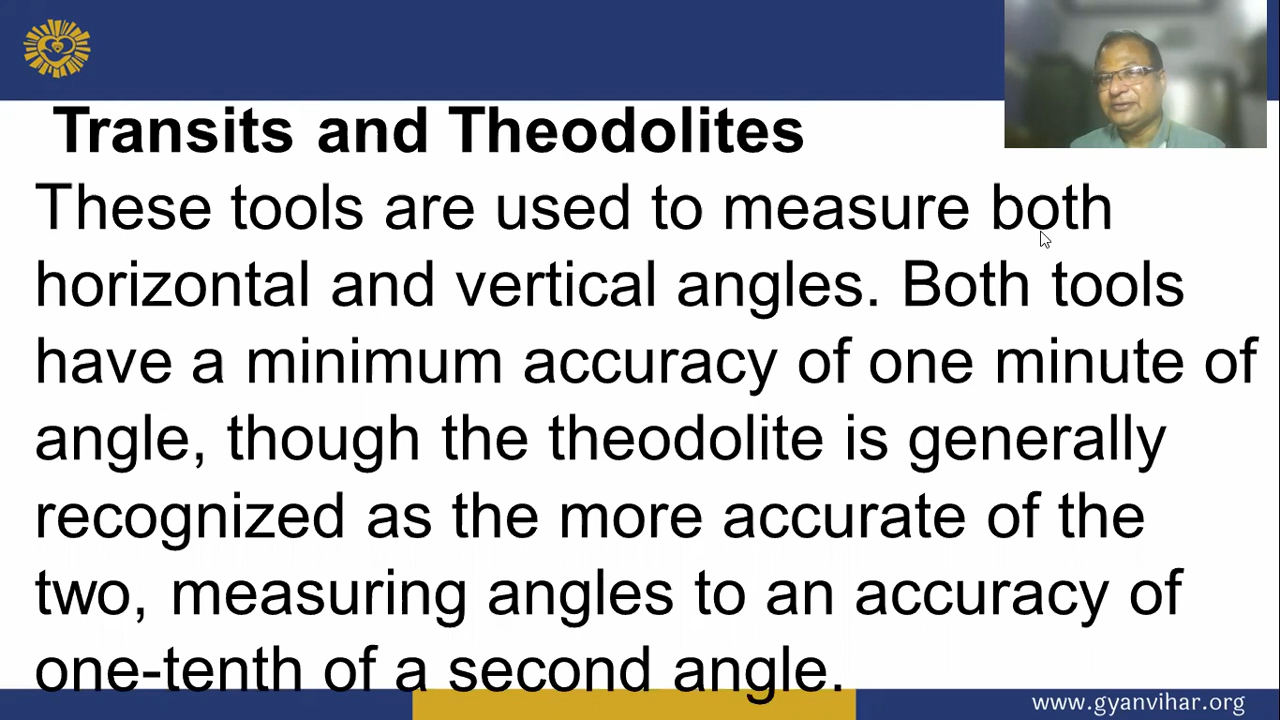 Transits and Theodolites
These tools are used to measure both
horizontal and vertical angles. Both tools
have a minimum accuracy of one minute of
angle, though the theodolite is generally
recognized as the more accurate of the
two, measuring angles to an accuracy of
one-tenth of a second angle.
www.gyanvihar.org